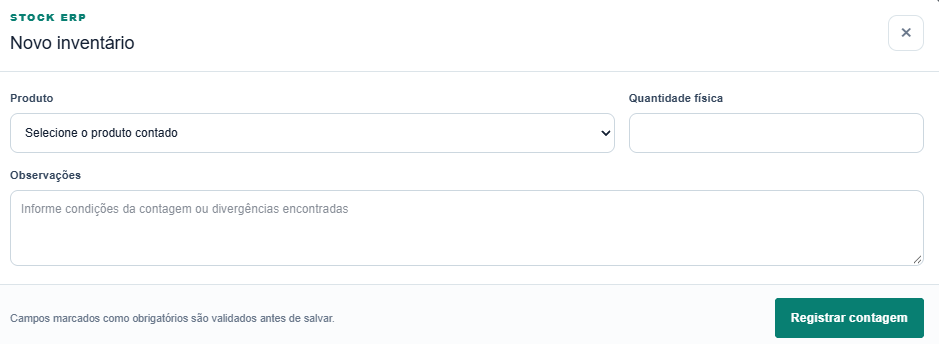 STOCK ERP
Novo inventário
×
Produto
Quantidade física
Selecione o produto contado
Observações
Informe condições da contagem ou divergências encontradas
Campos marcados como obrigatórios são validados antes de salvar.
Registrar contagem